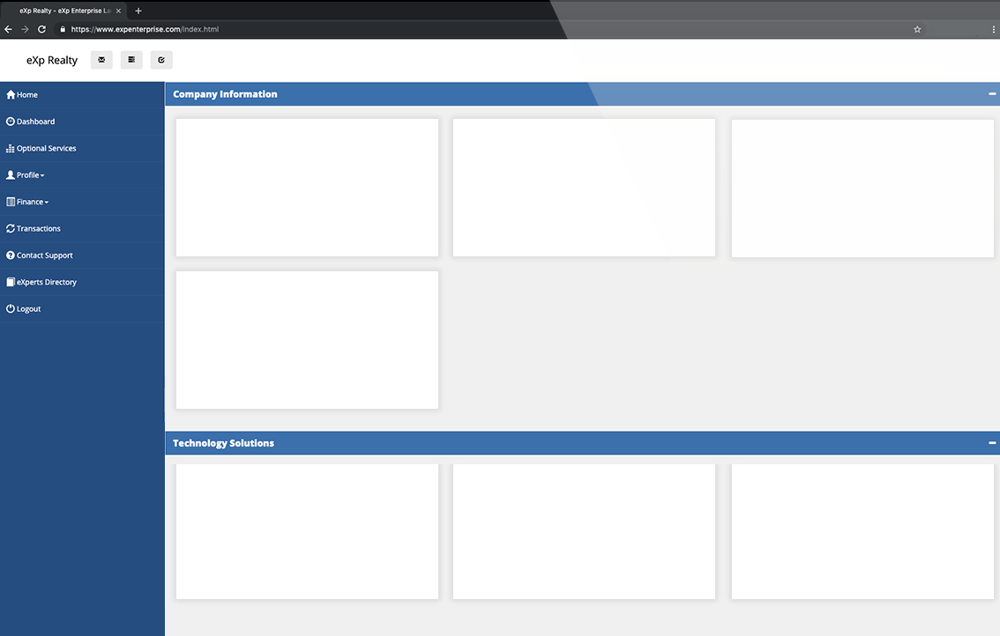 eXp Realty - eXp Enterprise La
https://www.expenterprise.com/index.html
eXp Realty
Home
Dashboard
Optional Services
Profile
Finance
Transactions
Contact Support
eXperts Directory
Logout
Company Information
Technology Solutions